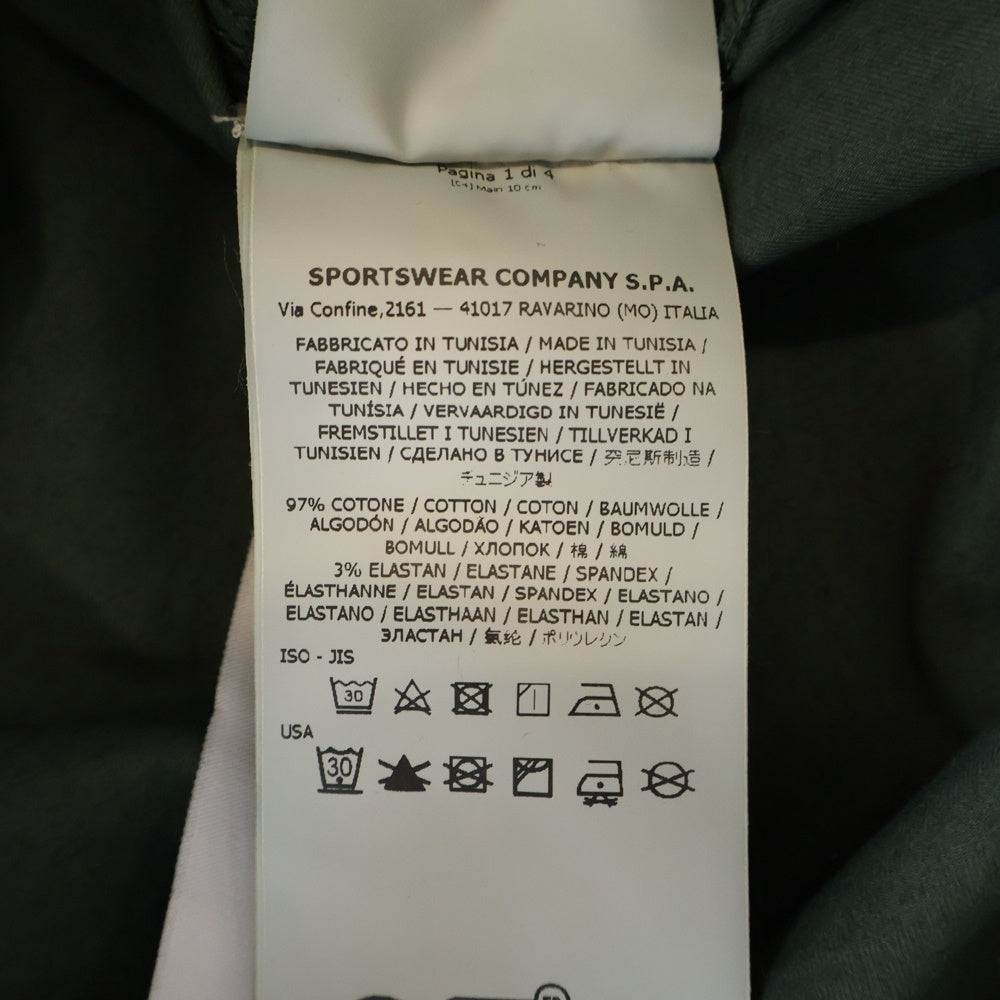 Pagina 1 di 4
[C4] Main 10 cm
SPORTSWEAR COMPANY S.P.A.
Via Confine,2161 — 41017 RAVARINO (MO) ITALIA
FABBRICATO IN TUNISIA / MADE IN TUNISIA /
FABRIQUÉ EN TUNISIE / HERGESTELLT IN
TUNESIEN / HECHO EN TÚNEZ / FABRICADO NA
TUNÍSIA / VERVAARDIGD IN TUNESIË /
FREMSTILLET I TUNESIEN / TILLVERKAD I
TUNISIEN / СДЕЛАНО В ТУНИСЕ / 突尼斯制造 /
チュニジア製
97% COTONE / COTTON / COTON / BAUMWOLLE /
ALGODÓN / ALGODÃO / KATOEN / BOMULD /
BOMULL / ХЛОПОК / 棉 / 綿
3% ELASTAN / ELASTANE / SPANDEX /
ÉLASTHANNE / ELASTAN / SPANDEX / ELASTANO /
ELASTANO / ELASTHAAN / ELASTHAN / ELASTAN /
ЭЛАСТАН / 氨纶 / ポリウレタン
ISO - JIS
30
USA
30